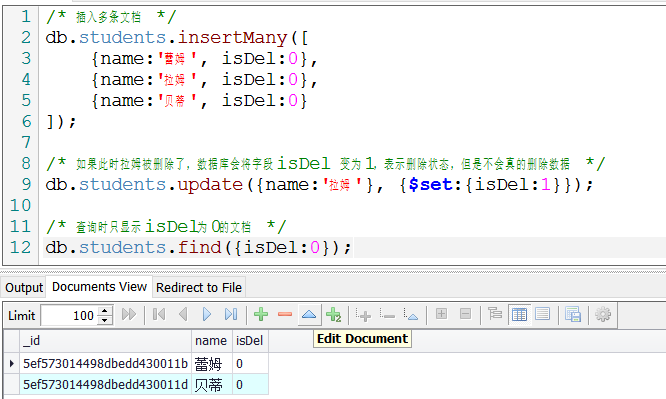 1 /* 插入多条文档 */
2 db.students.insertMany([
3 {name:'蕾姆', isDel:0},
4 {name:'拉姆', isDel:0},
5 {name:'贝蒂', isDel:0}
6 ]);
7
8 /* 如果此时拉姆被删除了，数据库会将字段 isDel 变为 1，表示删除状态，但是不会真的删除数据 */
9 db.students.update({name:'拉姆'}, {$set:{isDel:1}});
10
11 /* 查询时只显示 isDel为 0的文档 */
12 db.students.find({isDel:0});
Output Documents View Redirect to File
Limit 100
Edit Document
_id name isDel
5ef573014498dbedd430011b 蕾姆 0
5ef573014498dbedd430011d 贝蒂 0